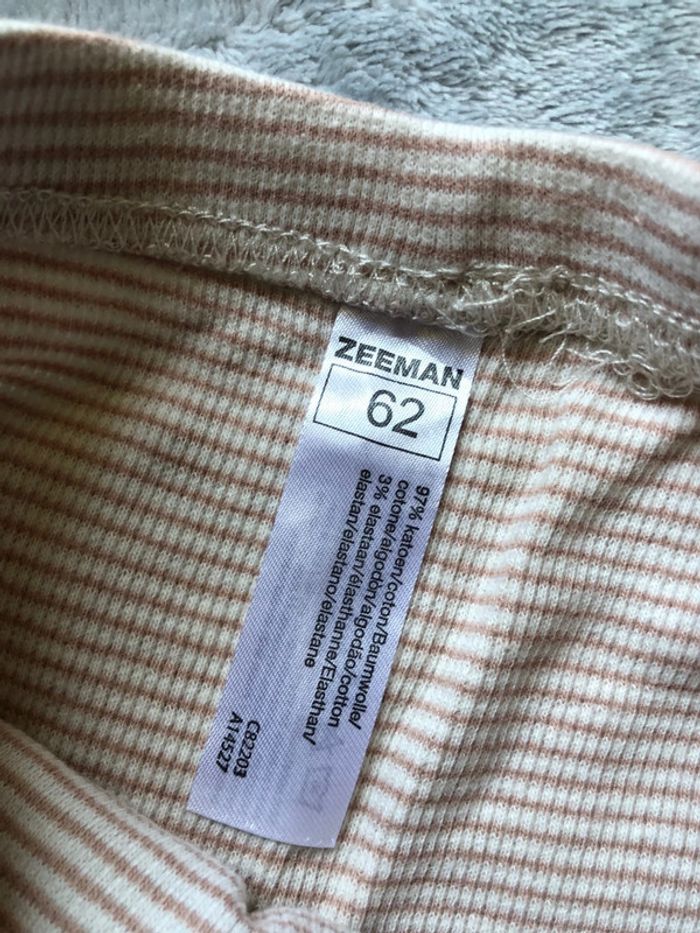 ZEEMAN
62
97% katoen/coton/Baumwolle/
cotone/algodón/algodão/cotton
3% elastaan/élasthanne/Elasthan/
elastan/elastano/elastane
C82203
A14527